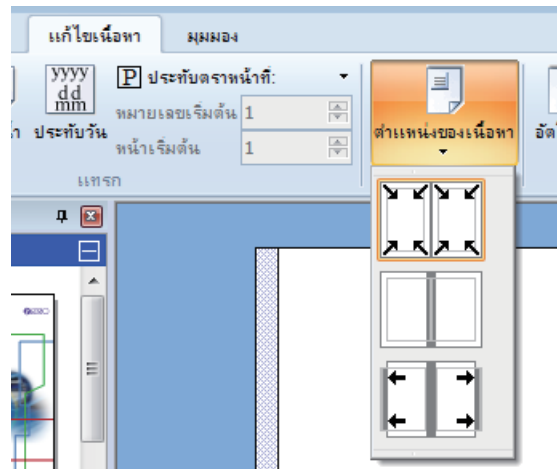 แก้ไขเนื้อหา มุมมอง
yyyy
dd
mm
P ประทับตราหน้าที่:
หมายเลขเริ่มต้น 1
หน้าเริ่มต้น 1
ประทับวัน
ตำแหน่งของเนื้อหา
แทรก